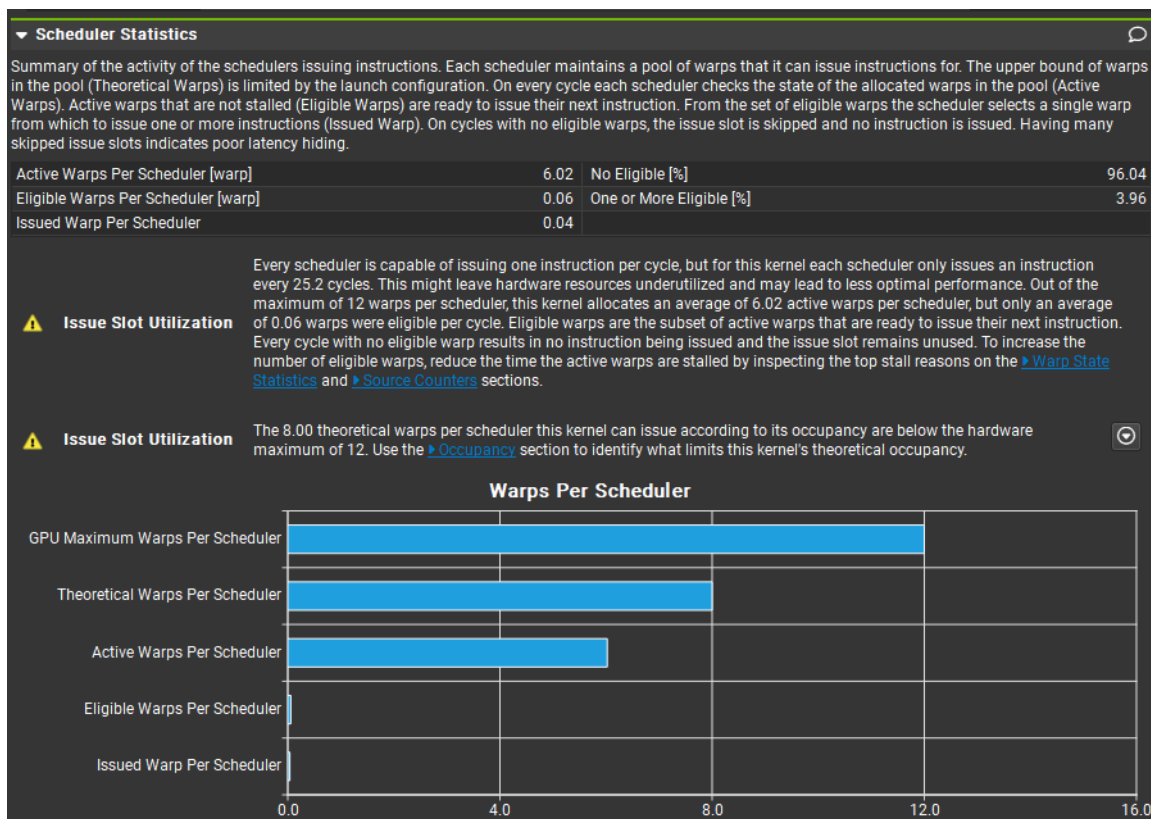 Scheduler Statistics
Summary of the activity of the schedulers issuing instructions. Each scheduler maintains a pool of warps that it can issue instructions for. The upper bound of warps
in the pool (Theoretical Warps) is limited by the launch configuration. On every cycle each scheduler checks the state of the allocated warps in the pool (Active
Warps). Active warps that are not stalled (Eligible Warps) are ready to issue their next instruction. From the set of eligible warps the scheduler selects a single warp
from which to issue one or more instructions (Issued Warp). On cycles with no eligible warps, the issue slot is skipped and no instruction is issued. Having many
skipped issue slots indicates poor latency hiding.
Active Warps Per Scheduler [warp] 6.02 No Eligible [%] 96.04
Eligible Warps Per Scheduler [warp] 0.06 One or More Eligible [%] 3.96
Issued Warp Per Scheduler 0.04
Every scheduler is capable of issuing one instruction per cycle, but for this kernel each scheduler only issues an instruction
every 25.2 cycles. This might leave hardware resources underutilized and may lead to less optimal performance. Out of the
maximum of 12 warps per scheduler, this kernel allocates an average of 6.02 active warps per scheduler, but only an average
Issue Slot Utilization of 0.06 warps were eligible per cycle. Eligible warps are the subset of active warps that are ready to issue their next instruction.
Every cycle with no eligible warp results in no instruction being issued and the issue slot remains unused. To increase the
number of eligible warps, reduce the time the active warps are stalled by inspecting the top stall reasons on the Warp State
Statistics and Source Counters sections.
Issue Slot Utilization The 8.00 theoretical warps per scheduler this kernel can issue according to its occupancy are below the hardware
maximum of 12. Use the Occupancy section to identify what limits this kernel's theoretical occupancy.
Warps Per Scheduler
GPU Maximum Warps Per Scheduler
Theoretical Warps Per Scheduler
Active Warps Per Scheduler
Eligible Warps Per Scheduler
Issued Warp Per Scheduler
0.0 4.0 8.0 12.0 16.0